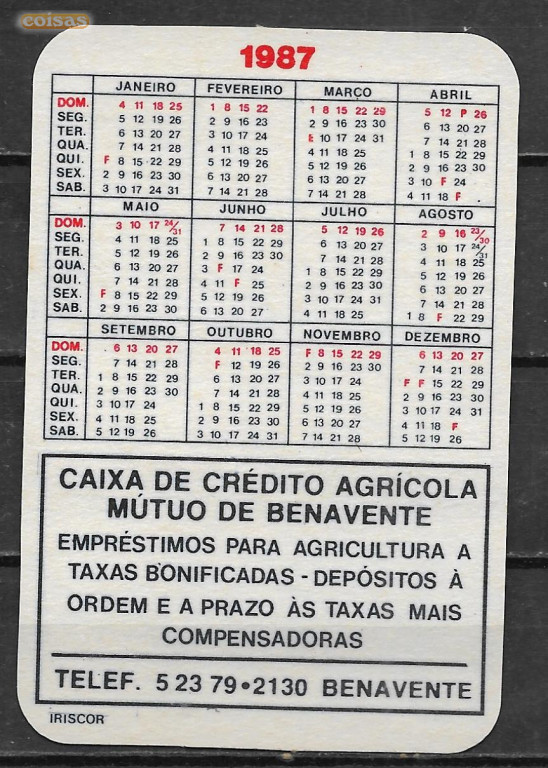 coisas
1987
JANEIRO FEVEREIRO MARÇO ABRIL
DOM. 4 11 18 25 1 8 15 22 1 8 15 22 29 5 12 P 26
SEG. 5 12 19 26 2 9 16 23 2 9 16 23 30 6 13 20 27
TER. 6 13 20 27 3 10 17 24 E 10 17 24 31 7 14 21 28
QUA. 7 14 21 28 4 11 18 25 4 11 18 25 1 8 15 22 29
QUI. F 8 15 22 29 5 12 19 26 5 12 19 26 2 9 16 23 30
SEX. 2 9 16 23 30 6 13 20 27 6 13 20 27 3 10 F 24
SAB. 3 10 17 24 31 7 14 21 28 7 14 21 28 4 11 18 F
MAIO JUNHO JULHO AGOSTO
DOM. 3 10 17 24/31 7 14 21 28 5 12 19 26 2 9 16 23/30
SEG. 4 11 18 25 1 8 15 22 29 6 13 20 27 3 10 17 24/31
TER. 5 12 19 26 2 9 16 23 30 7 14 21 28 4 11 18 25
QUA. 6 13 20 27 3 F 17 24 1 8 15 22 29 5 12 19 26
QUI. 7 14 21 28 4 11 F 25 2 9 16 23 30 6 13 20 27
SEX. F 8 15 22 29 5 12 19 26 3 10 17 24 31 7 14 21 28
SAB. 2 9 16 23 30 6 13 20 27 4 11 18 25 1 8 F 22 29
SETEMBRO OUTUBRO NOVEMBRO DEZEMBRO
DOM. 6 13 20 27 4 11 18 25 F 8 15 22 29 6 13 20 27
SEG. 7 14 21 28 F 12 19 26 2 9 16 23 30 7 14 21 28
TER. 1 8 15 22 29 6 13 20 27 3 10 17 24 F F 15 22 29
QUA. 2 9 16 23 30 7 14 21 28 4 11 18 25 2 9 16 23 30
QUI. 3 10 17 24 1 8 15 22 29 5 12 19 26 3 10 17 24 31
SEX. 4 11 18 25 2 9 16 23 30 6 13 20 27 4 11 18 F
SAB. 5 12 19 26 3 10 17 24 31 7 14 21 28 5 12 19 26
CAIXA DE CRÉDITO AGRÍCOLA
MÚTUO DE BENAVENTE
EMPRÉSTIMOS PARA AGRICULTURA A
TAXAS BONIFICADAS - DEPÓSITOS À
ORDEM E A PRAZO ÀS TAXAS MAIS
COMPENSADORAS
TELEF. 5 23 79 • 2130 BENAVENTE
IRISCOR